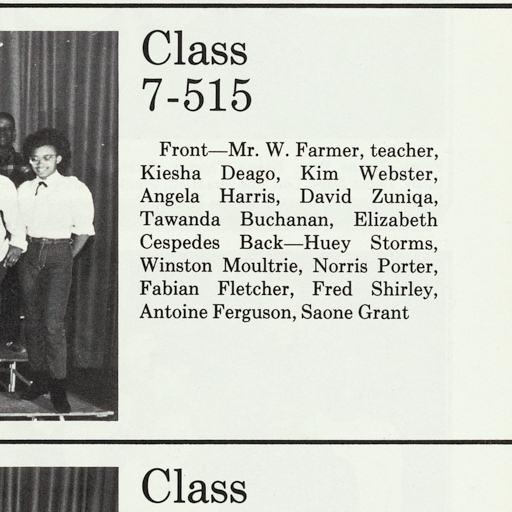 Class
7-515
Front—Mr. W. Farmer, teacher,
Kiesha Deago, Kim Webster,
Angela Harris, David Zuniqa,
Tawanda Buchanan, Elizabeth
Cespedes Back—Huey Storms,
Winston Moultrie, Norris Porter,
Fabian Fletcher, Fred Shirley,
Antoine Ferguson, Saone Grant
Class